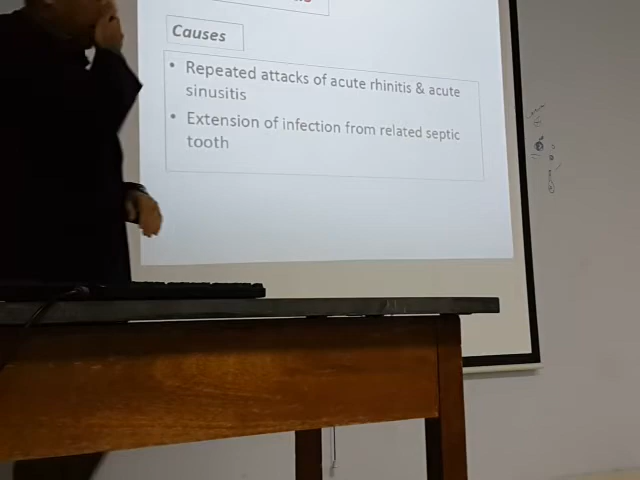 Causes
• Repeated attacks of acute rhinitis & acute
sinusitis
• Extension of infection from related septic
tooth